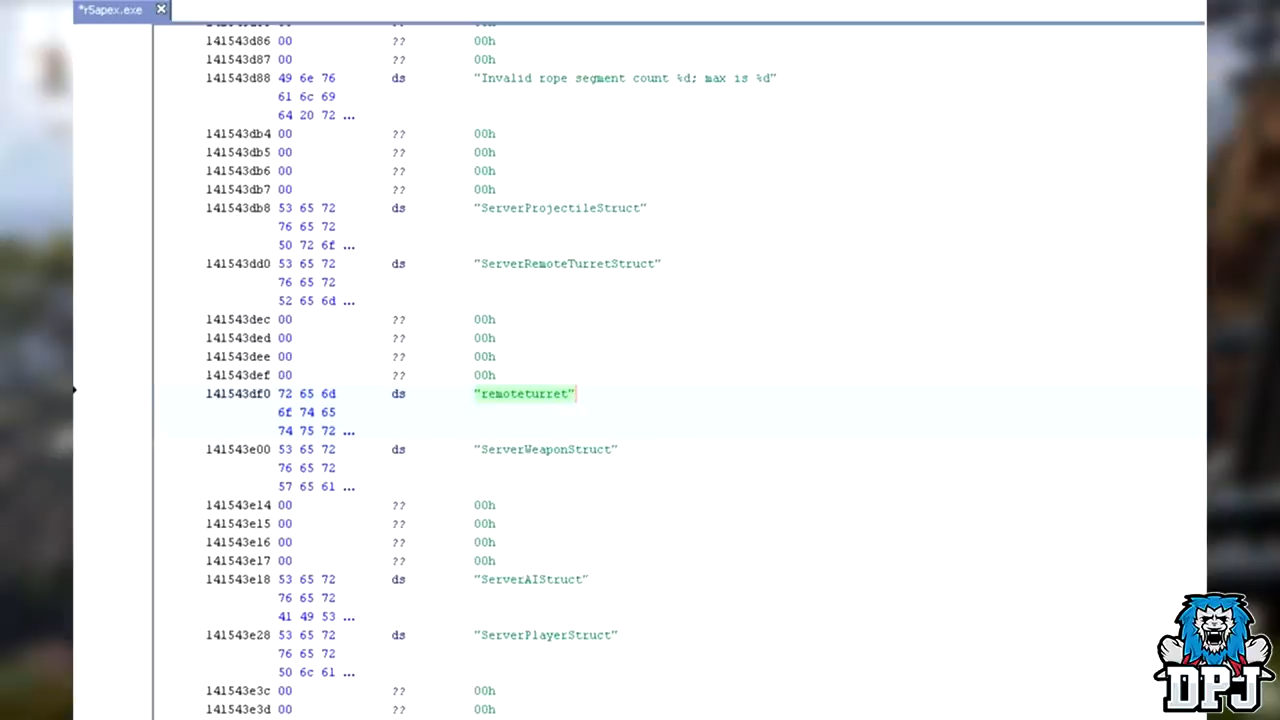 *r5apex.exe
141543d86 00 ?? 00h
141543d87 00 ?? 00h
141543d88 49 6e 76 ds "Invalid rope segment count %d; max is %d"
61 6c 69
64 20 72 ...
141543db4 00 ?? 00h
141543db5 00 ?? 00h
141543db6 00 ?? 00h
141543db7 00 ?? 00h
141543db8 53 65 72 ds "ServerProjectileStruct"
76 65 72
50 72 6f ...
141543dd0 53 65 72 ds "ServerRemoteTurretStruct"
76 65 72
52 65 6d ...
141543dec 00 ?? 00h
141543ded 00 ?? 00h
141543dee 00 ?? 00h
141543def 00 ?? 00h
141543df0 72 65 6d ds "remoteturret"
6f 74 65
74 75 72 ...
141543e00 53 65 72 ds "ServerWeaponStruct"
76 65 72
57 65 61 ...
141543e14 00 ?? 00h
141543e15 00 ?? 00h
141543e16 00 ?? 00h
141543e17 00 ?? 00h
141543e18 53 65 72 ds "ServerAIStruct"
76 65 72
41 49 53 ...
141543e28 53 65 72 ds "ServerPlayerStruct"
76 65 72
50 6c 61 ...
141543e3c 00 ?? 00h
141543e3d 00 ?? 00h
DPJ